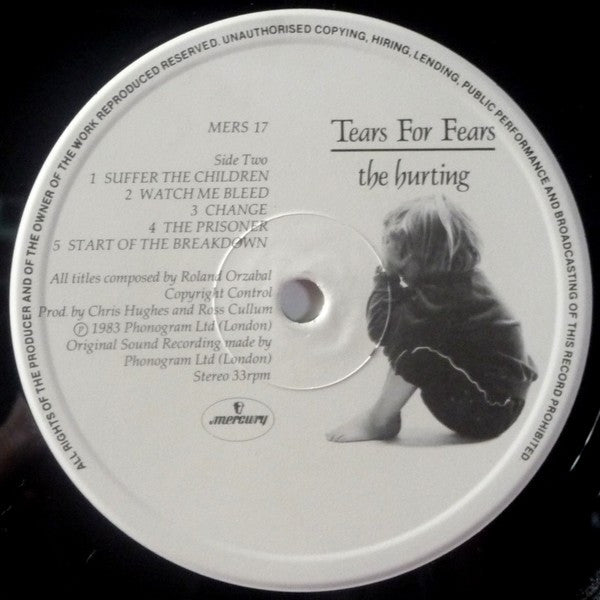 ALL RIGHTS OF THE PRODUCER AND OF THE OWNER OF THE WORK REPRODUCED RESERVED. UNAUTHORISED COPYING, HIRING, LENDING, PUBLIC PERFORMANCE AND BROADCASTING OF THIS RECORD PROHIBITED
MERS 17
Side Two
1 SUFFER THE CHILDREN
2 WATCH ME BLEED
3 CHANGE
4 THE PRISONER
5 START OF THE BREAKDOWN
All titles composed by Roland Orzabal
Copyright Control
Prod. by Chris Hughes and Ross Cullum
Ⓟ 1983 Phonogram Ltd (London)
Original Sound Recording made by
Phonogram Ltd (London)
Stereo 33rpm
mercury
Tears For Fears
the hurting